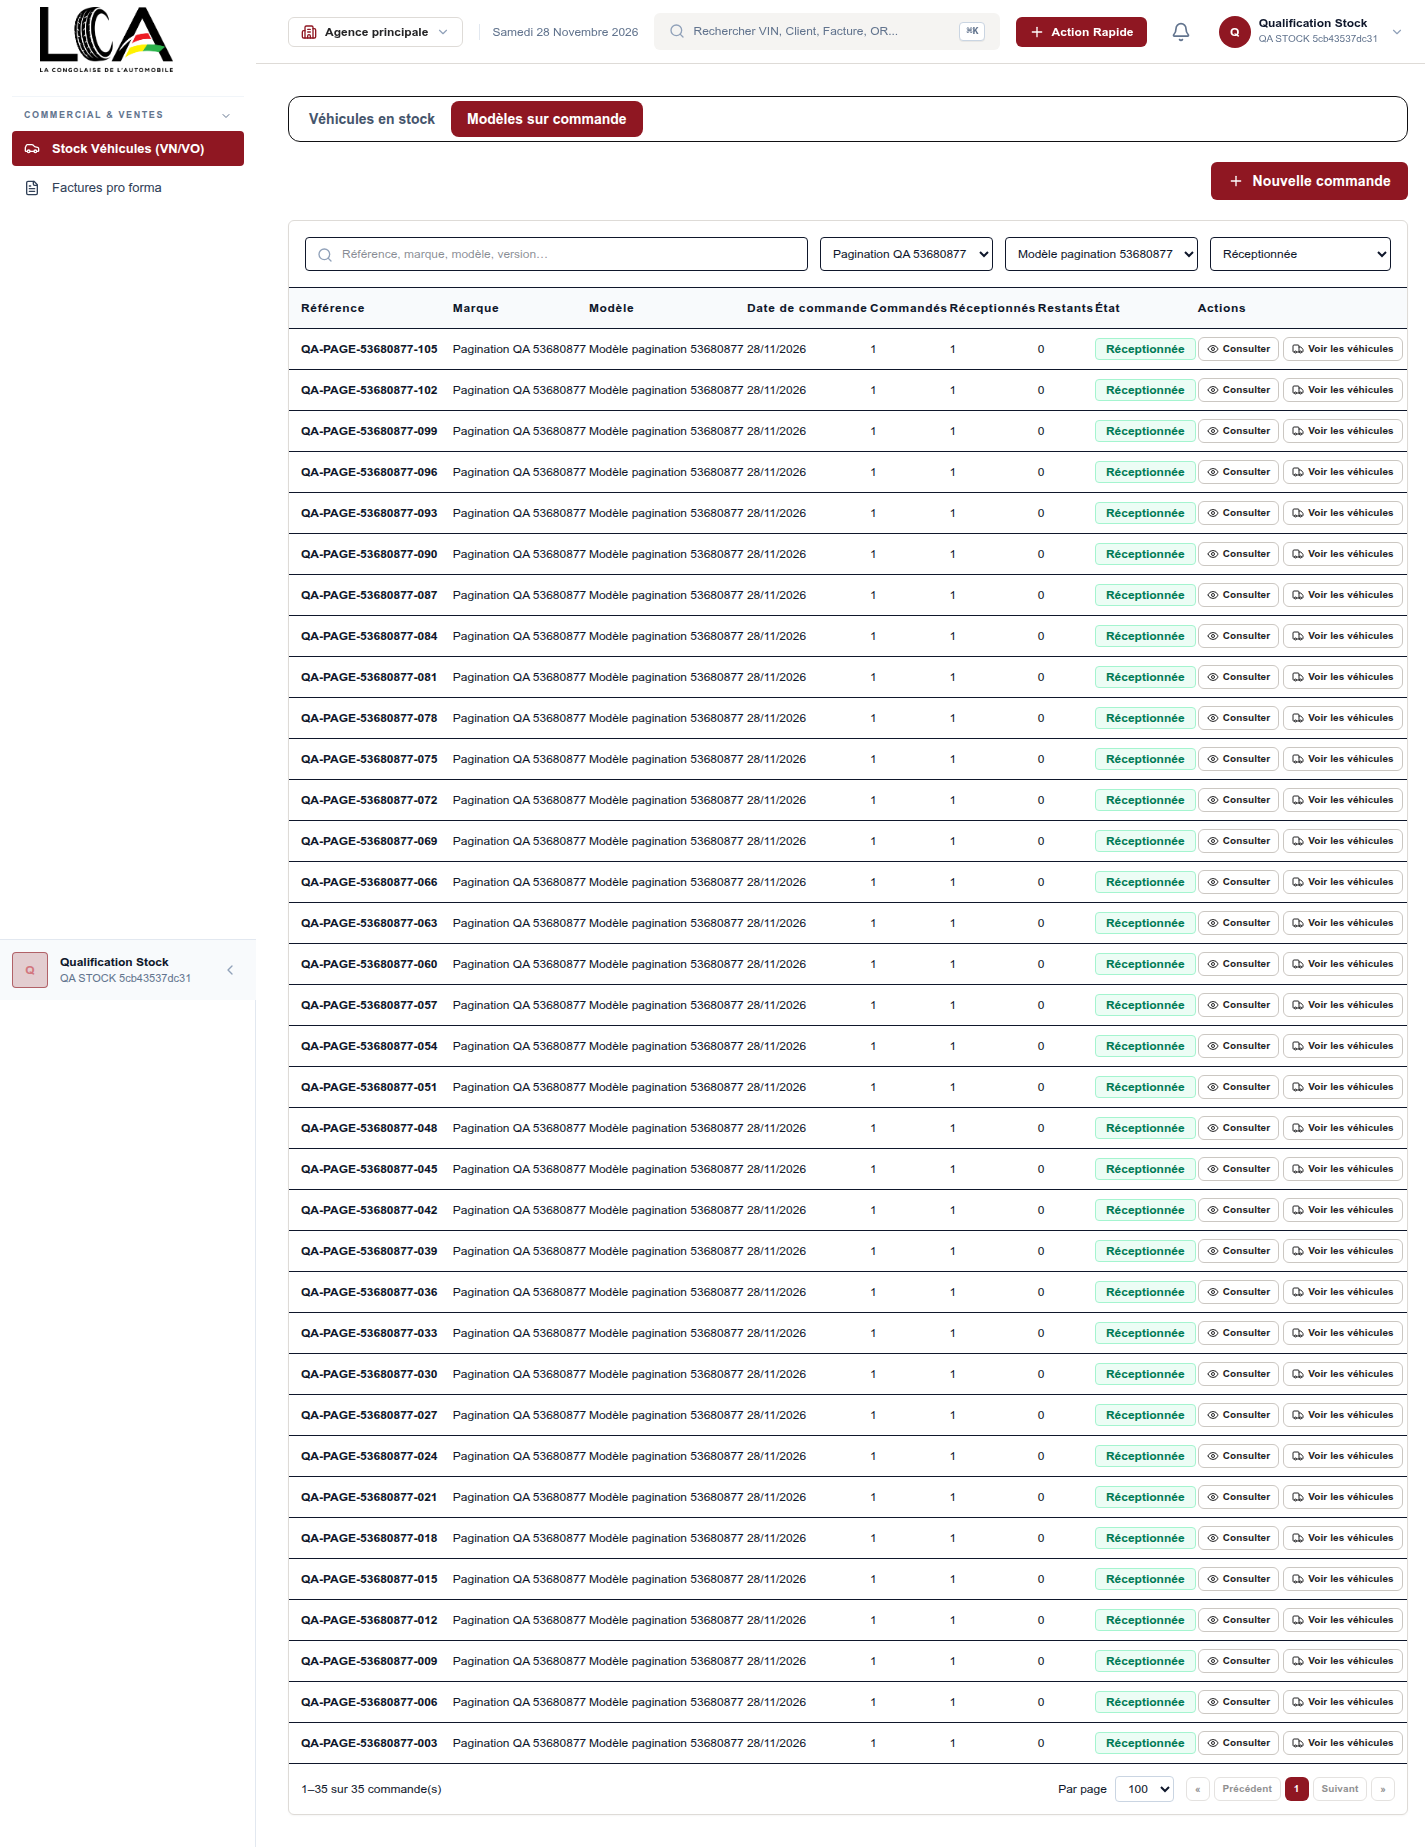 LCA
LA CONGOLAISE DE L'AUTOMOBILE
Agence principale
Samedi 28 Novembre 2026
Rechercher VIN, Client, Facture, OR...
⌘K
+ Action Rapide
Q
Qualification Stock
QA STOCK 5cb43537dc31
COMMERCIAL & VENTES
Stock Véhicules (VN/VO)
Factures pro forma
Véhicules en stock
Modèles sur commande
+ Nouvelle commande
Référence, marque, modèle, version...
Pagination QA 53680877
Modèle pagination 53680877
Réceptionnée
Référence Marque Modèle Date de commande Commandés Réceptionnés Restants État Actions
QA-PAGE-53680877-105 Pagination QA 53680877 Modèle pagination 53680877 28/11/2026 1 1 0 Réceptionnée Consulter Voir les véhicules
QA-PAGE-53680877-102 Pagination QA 53680877 Modèle pagination 53680877 28/11/2026 1 1 0 Réceptionnée Consulter Voir les véhicules
QA-PAGE-53680877-099 Pagination QA 53680877 Modèle pagination 53680877 28/11/2026 1 1 0 Réceptionnée Consulter Voir les véhicules
QA-PAGE-53680877-096 Pagination QA 53680877 Modèle pagination 53680877 28/11/2026 1 1 0 Réceptionnée Consulter Voir les véhicules
QA-PAGE-53680877-093 Pagination QA 53680877 Modèle pagination 53680877 28/11/2026 1 1 0 Réceptionnée Consulter Voir les véhicules
QA-PAGE-53680877-090 Pagination QA 53680877 Modèle pagination 53680877 28/11/2026 1 1 0 Réceptionnée Consulter Voir les véhicules
QA-PAGE-53680877-087 Pagination QA 53680877 Modèle pagination 53680877 28/11/2026 1 1 0 Réceptionnée Consulter Voir les véhicules
QA-PAGE-53680877-084 Pagination QA 53680877 Modèle pagination 53680877 28/11/2026 1 1 0 Réceptionnée Consulter Voir les véhicules
QA-PAGE-53680877-081 Pagination QA 53680877 Modèle pagination 53680877 28/11/2026 1 1 0 Réceptionnée Consulter Voir les véhicules
QA-PAGE-53680877-078 Pagination QA 53680877 Modèle pagination 53680877 28/11/2026 1 1 0 Réceptionnée Consulter Voir les véhicules
QA-PAGE-53680877-075 Pagination QA 53680877 Modèle pagination 53680877 28/11/2026 1 1 0 Réceptionnée Consulter Voir les véhicules
QA-PAGE-53680877-072 Pagination QA 53680877 Modèle pagination 53680877 28/11/2026 1 1 0 Réceptionnée Consulter Voir les véhicules
QA-PAGE-53680877-069 Pagination QA 53680877 Modèle pagination 53680877 28/11/2026 1 1 0 Réceptionnée Consulter Voir les véhicules
QA-PAGE-53680877-066 Pagination QA 53680877 Modèle pagination 53680877 28/11/2026 1 1 0 Réceptionnée Consulter Voir les véhicules
QA-PAGE-53680877-063 Pagination QA 53680877 Modèle pagination 53680877 28/11/2026 1 1 0 Réceptionnée Consulter Voir les véhicules
QA-PAGE-53680877-060 Pagination QA 53680877 Modèle pagination 53680877 28/11/2026 1 1 0 Réceptionnée Consulter Voir les véhicules
QA-PAGE-53680877-057 Pagination QA 53680877 Modèle pagination 53680877 28/11/2026 1 1 0 Réceptionnée Consulter Voir les véhicules
QA-PAGE-53680877-054 Pagination QA 53680877 Modèle pagination 53680877 28/11/2026 1 1 0 Réceptionnée Consulter Voir les véhicules
QA-PAGE-53680877-051 Pagination QA 53680877 Modèle pagination 53680877 28/11/2026 1 1 0 Réceptionnée Consulter Voir les véhicules
QA-PAGE-53680877-048 Pagination QA 53680877 Modèle pagination 53680877 28/11/2026 1 1 0 Réceptionnée Consulter Voir les véhicules
QA-PAGE-53680877-045 Pagination QA 53680877 Modèle pagination 53680877 28/11/2026 1 1 0 Réceptionnée Consulter Voir les véhicules
QA-PAGE-53680877-042 Pagination QA 53680877 Modèle pagination 53680877 28/11/2026 1 1 0 Réceptionnée Consulter Voir les véhicules
QA-PAGE-53680877-039 Pagination QA 53680877 Modèle pagination 53680877 28/11/2026 1 1 0 Réceptionnée Consulter Voir les véhicules
QA-PAGE-53680877-036 Pagination QA 53680877 Modèle pagination 53680877 28/11/2026 1 1 0 Réceptionnée Consulter Voir les véhicules
QA-PAGE-53680877-033 Pagination QA 53680877 Modèle pagination 53680877 28/11/2026 1 1 0 Réceptionnée Consulter Voir les véhicules
QA-PAGE-53680877-030 Pagination QA 53680877 Modèle pagination 53680877 28/11/2026 1 1 0 Réceptionnée Consulter Voir les véhicules
QA-PAGE-53680877-027 Pagination QA 53680877 Modèle pagination 53680877 28/11/2026 1 1 0 Réceptionnée Consulter Voir les véhicules
QA-PAGE-53680877-024 Pagination QA 53680877 Modèle pagination 53680877 28/11/2026 1 1 0 Réceptionnée Consulter Voir les véhicules
QA-PAGE-53680877-021 Pagination QA 53680877 Modèle pagination 53680877 28/11/2026 1 1 0 Réceptionnée Consulter Voir les véhicules
QA-PAGE-53680877-018 Pagination QA 53680877 Modèle pagination 53680877 28/11/2026 1 1 0 Réceptionnée Consulter Voir les véhicules
QA-PAGE-53680877-015 Pagination QA 53680877 Modèle pagination 53680877 28/11/2026 1 1 0 Réceptionnée Consulter Voir les véhicules
QA-PAGE-53680877-012 Pagination QA 53680877 Modèle pagination 53680877 28/11/2026 1 1 0 Réceptionnée Consulter Voir les véhicules
QA-PAGE-53680877-009 Pagination QA 53680877 Modèle pagination 53680877 28/11/2026 1 1 0 Réceptionnée Consulter Voir les véhicules
QA-PAGE-53680877-006 Pagination QA 53680877 Modèle pagination 53680877 28/11/2026 1 1 0 Réceptionnée Consulter Voir les véhicules
QA-PAGE-53680877-003 Pagination QA 53680877 Modèle pagination 53680877 28/11/2026 1 1 0 Réceptionnée Consulter Voir les véhicules
1–35 sur 35 commande(s)
Par page 100 « Précédent 1 Suivant »
Q
Qualification Stock
QA STOCK 5cb43537dc31